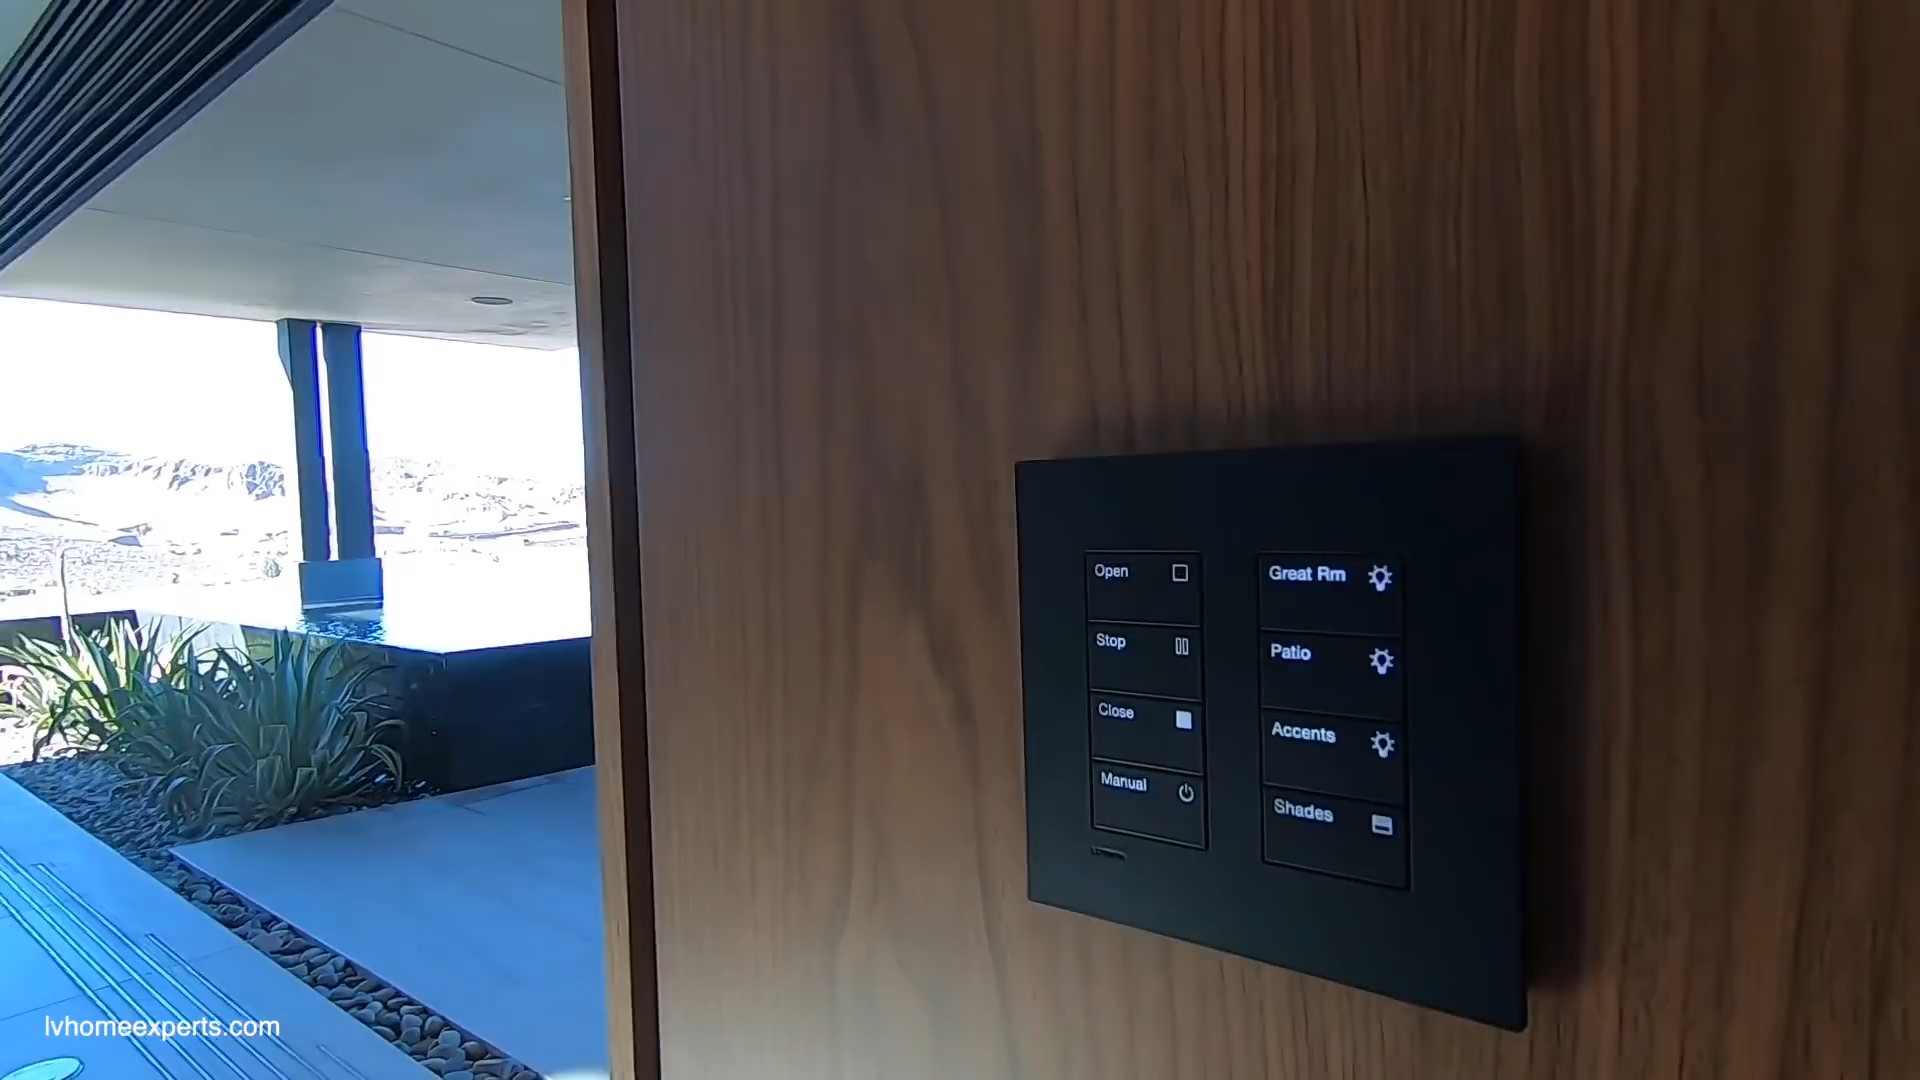 Open
Stop
Close
Manual
Great Rm
Patio
Accents
Shades
lvhomeexperts.com